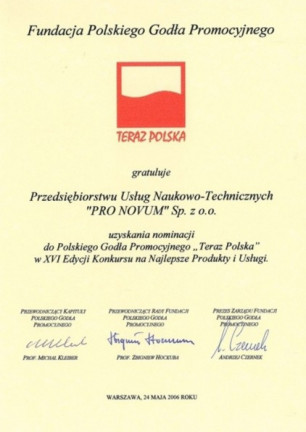 Fundacja Polskiego Godła Promocyjnego
TERAZ POLSKA
gratuluje
Przedsiębiorstwu Usług Naukowo-Technicznych
"PRO NOVUM" Sp. z o.o.
uzyskania nominacji
do Polskiego Godła Promocyjnego „Teraz Polska”
w XVI Edycji Konkursu na Najlepsze Produkty i Usługi.
PRZEWODNICZĄCY KAPITUŁY
POLSKIEGO GODŁA
PROMOCYJNEGO
PROF. MICHAŁ KLEIBER
PRZEWODNICZĄCY RADY FUNDACJI
POLSKIEGO GODŁA
PROMOCYJNEGO
Zbigniew
PROF. ZBIGNIEW
PREZES ZARZĄDU FUNDACJI
POLSKIEGO GODŁA
PROMOCYJNEGO
ANDRZEJ CZERNEK
WARSZAWA, 24 MAJA 2006 ROKU